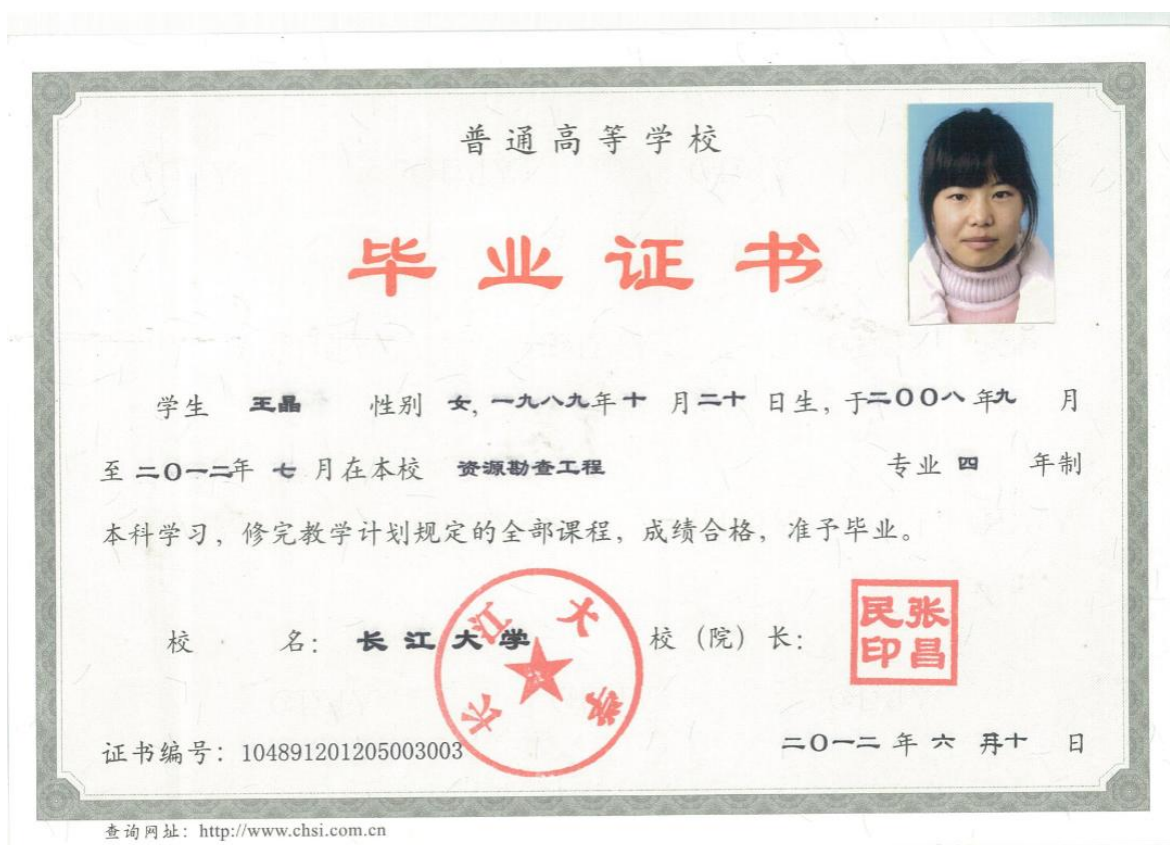 普通高等学校
毕业证书
学生 王晶 性别 女, 一九八九年十 月二十 日生, 于二〇〇八年九 月
至二〇一二年 七 月在本校 资源勘查工程 专业 四 年制
本科学习, 修完教学计划规定的全部课程, 成绩合格, 准予毕业。
校 名: 长江大学 校 (院) 长:
长江大学
张昌民印
证书编号: 104891201205003003
二〇一二 年 六 月 日
查询网址: http://www.chsi.com.cn